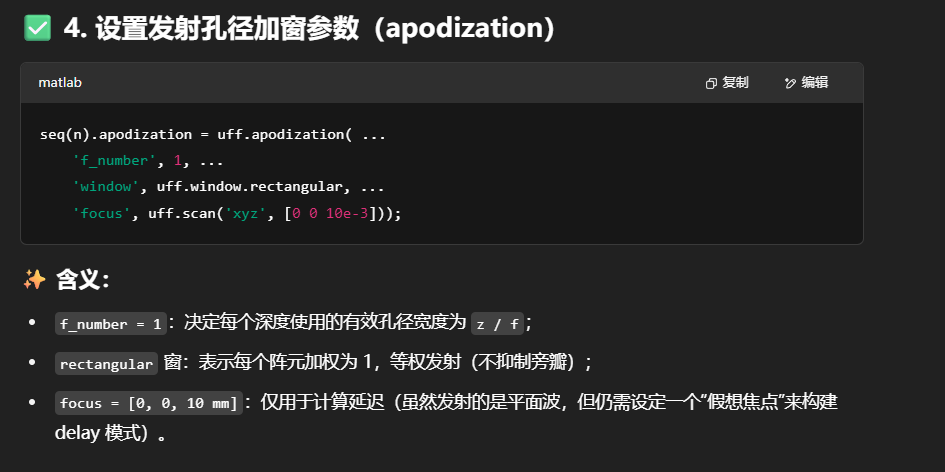 ✅ 4. 设置发射孔径加窗参数（apodization）
matlab
复制
编辑
seq(n).apodization = uff.apodization( ...
    'f_number', 1, ...
    'window', uff.window.rectangular, ...
    'focus', uff.scan('xyz', [0 0 10e-3]));
✨ 含义：
• f_number = 1：决定每个深度使用的有效孔径宽度为 z / f；
• rectangular 窗：表示每个阵元加权为 1，等权发射（不抑制旁瓣）；
• focus = [0, 0, 10 mm]：仅用于计算延迟（虽然发射的是平面波，但仍需设定一个“假想焦点”来构建
delay 模式）。